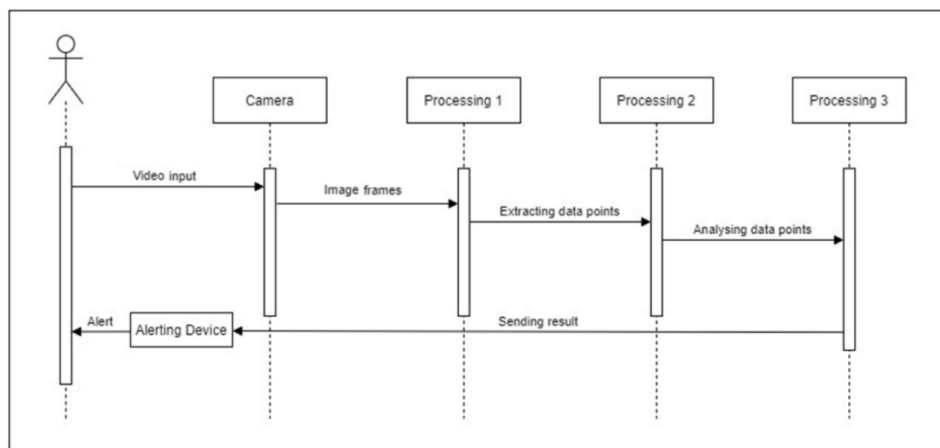 Camera
Processing 1
Processing 2
Processing 3
Video input
Image frames
Extracting data points
Analysing data points
Alert
Alerting Device
Sending result